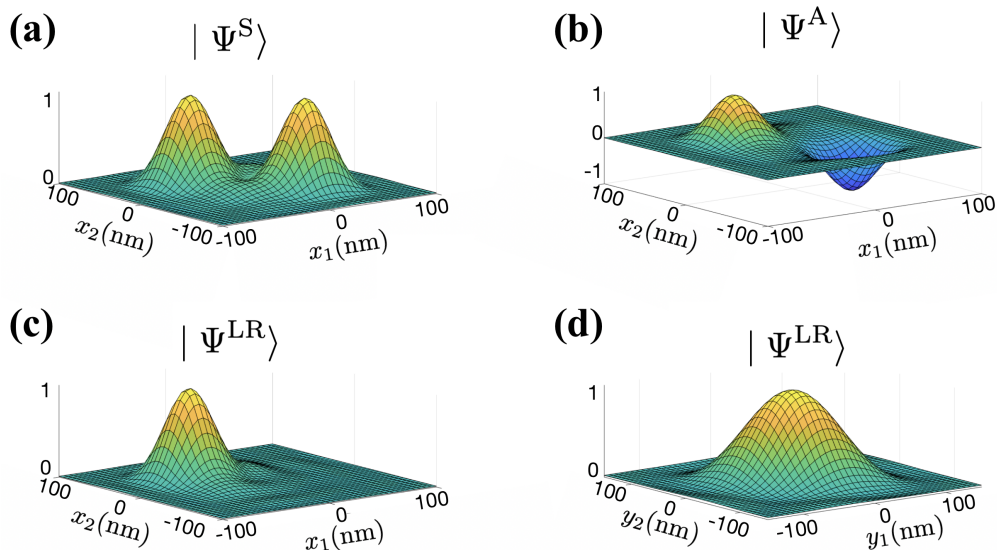 (a)
| Ψ^S⟩
1
0
100
0
-100
x₂(nm)
-100
0
100
x₁(nm)
(b)
| Ψ^A⟩
1
0
-1
100
0
-100
x₂(nm)
-100
0
100
x₁(nm)
(c)
| Ψ^LR⟩
1
0
100
0
-100
x₂(nm)
-100
0
100
x₁(nm)
(d)
| Ψ^LR⟩
1
0
100
0
-100
y₂(nm)
-100
0
100
y₁(nm)